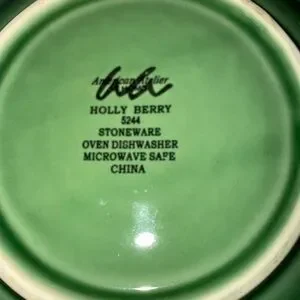 American Atelier
HOLLY BERRY
5244
STONEWARE
OVEN DISHWASHER
MICROWAVE SAFE
CHINA